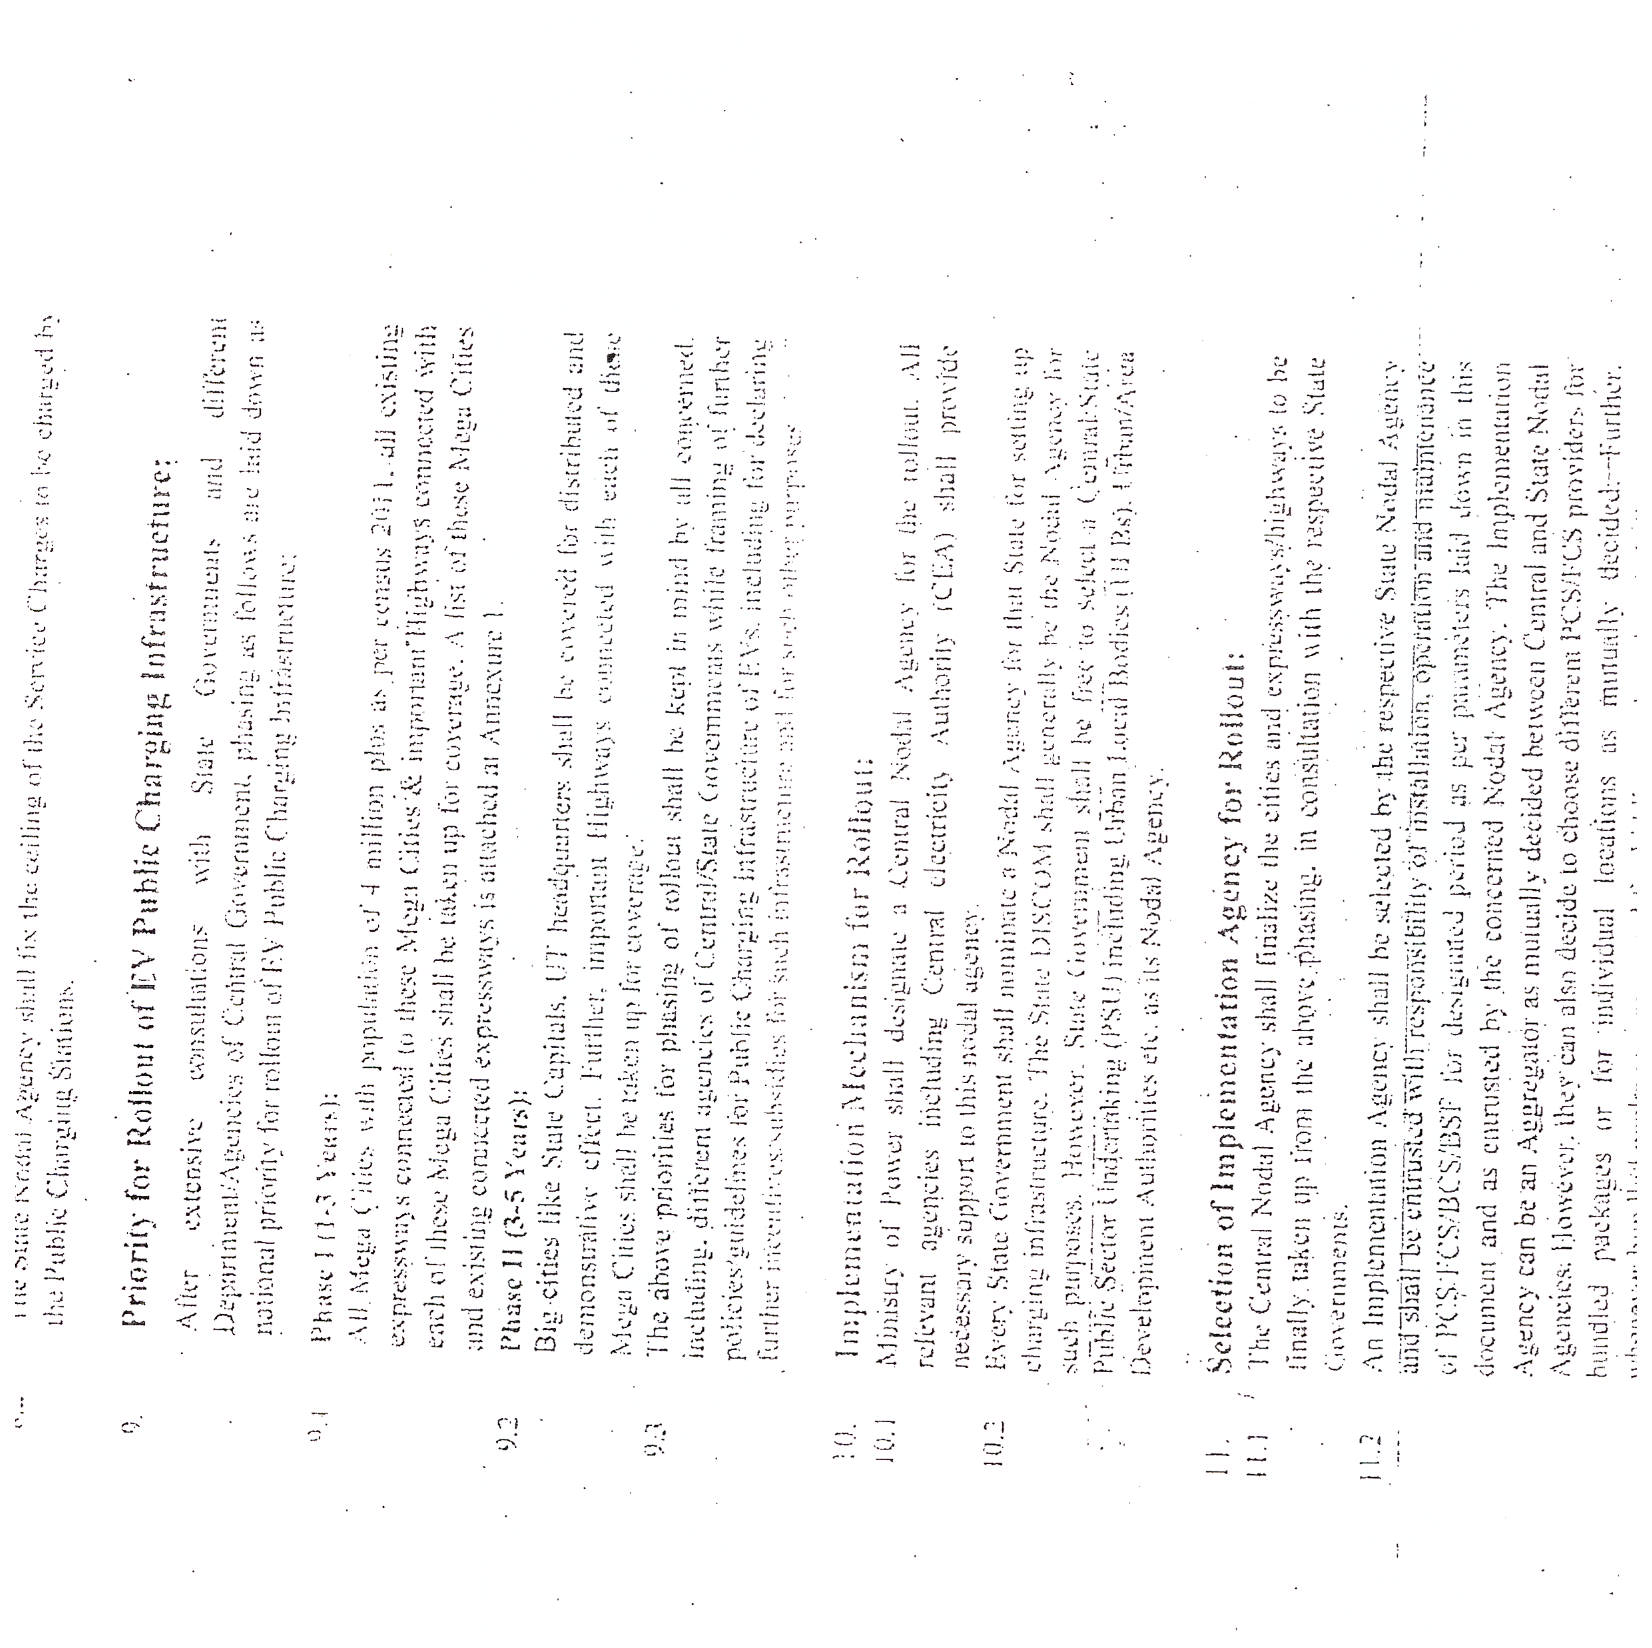 The State Nodal Agency shall fix the ceiling of the Service Charges to be charged by
the Public Charging Stations.
9. Priority for Rollout of EV Public Charging Infrastructure:
After extensive consultations with State Governments and different
Department/Agencies of Central Government, phasing as follows are laid down as
national priority for rollout of EV Public Charging Infrastructure:
9.1 Phase I (1-3 Years):
All Mega Cities with population of 4 million plus as per census 2011, all existing
expressways connected to these Mega Cities & important Highways connected with
each of these Mega Cities shall be taken up for coverage. A list of these Mega Cities
and existing connected expressways is attached at Annexure 1.
9.2 Phase II (3-5 Years):
Big cities like State Capitals, UT headquarters shall be covered for distributed and
demonstrative effect. Further, important Highways connected with each of these
Mega Cities shall be taken up for coverage.
9.3 The above priorities for phasing of rollout shall be kept in mind by all concerned,
including, different agencies of Central/State Governments while framing of further
policies/guidelines for Public Charging Infrastructure of EVs, including for declaring
further incentives/subsidies for such infrastructure and for such other purposes
10. Implementation Mechanism for Rollout:
10.1 Ministry of Power shall designate a Central Nodal Agency for the rollout. All
relevant agencies including Central electricity Authority (CEA) shall provide
necessary support to this nodal agency.
10.2 Every State Government shall nominate a Nodal Agency for that State for setting up
charging infrastructure. The State DISCOM shall generally be the Nodal Agency for
such purposes. However, State Government shall be free to select a Central/State
Public Sector Undertaking (PSU) including Urban Local Bodies (ULBs), Urban/Area
Development Authorities etc. as its Nodal Agency.
11. Selection of Implementation Agency for Rollout:
11.1 The Central Nodal Agency shall finalize the cities and expressways/highways to be
finally taken up from the above phasing, in consultation with the respective State
Governments.
11.2 An Implementation Agency shall be selected by the respective State Nodal Agency
and shall be entrusted with responsibility of installation, operation and maintenance
of PCS/FCS/BCS/BSF for designated period as per parameters laid down in this
document and as entrusted by the concerned Nodal Agency. The Implementation
Agency can be an Aggregator as mutually decided between Central and State Nodal
Agencies. However, they can also decide to choose different PCS/FCS providers for
bundled packages or for individual locations as mutually decided. Further,